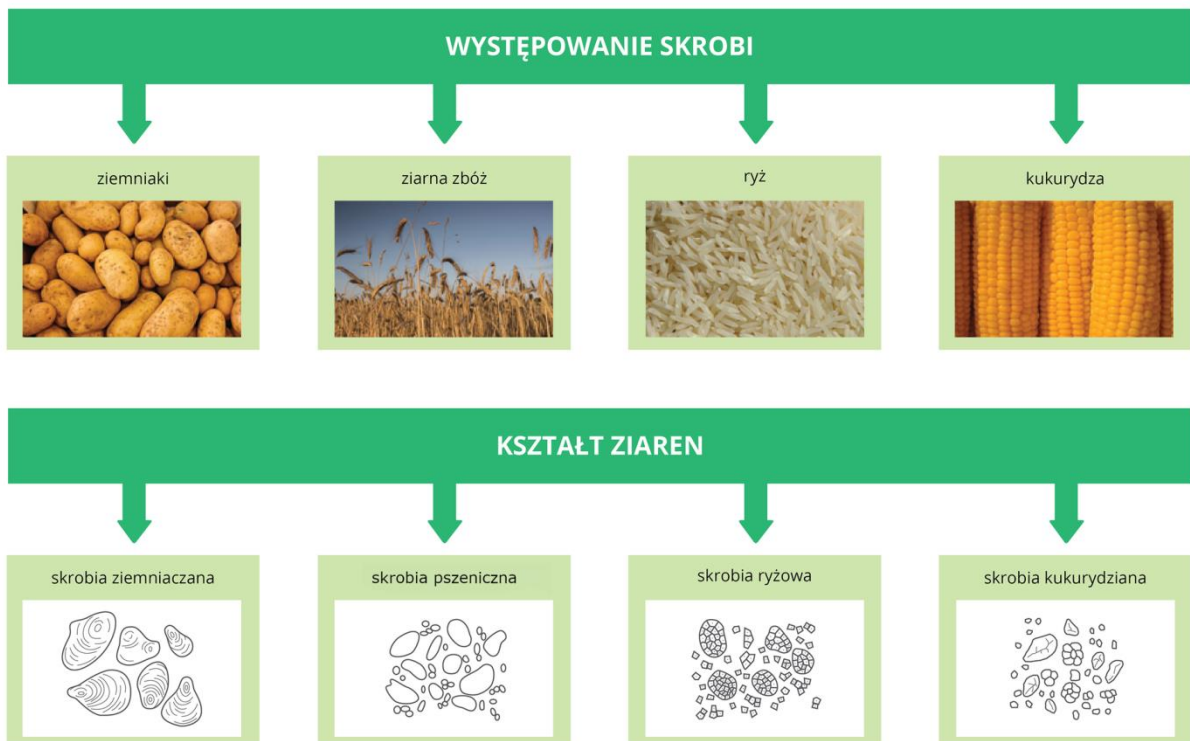 WYSTĘPOWANIE SKROBI
ziemniaki
ziarna zbóż
ryż
kukurydza
KSZTAŁT ZIAREN
skrobia ziemniaczana
skrobia pszeniczna
skrobia ryżowa
skrobia kukurydziana